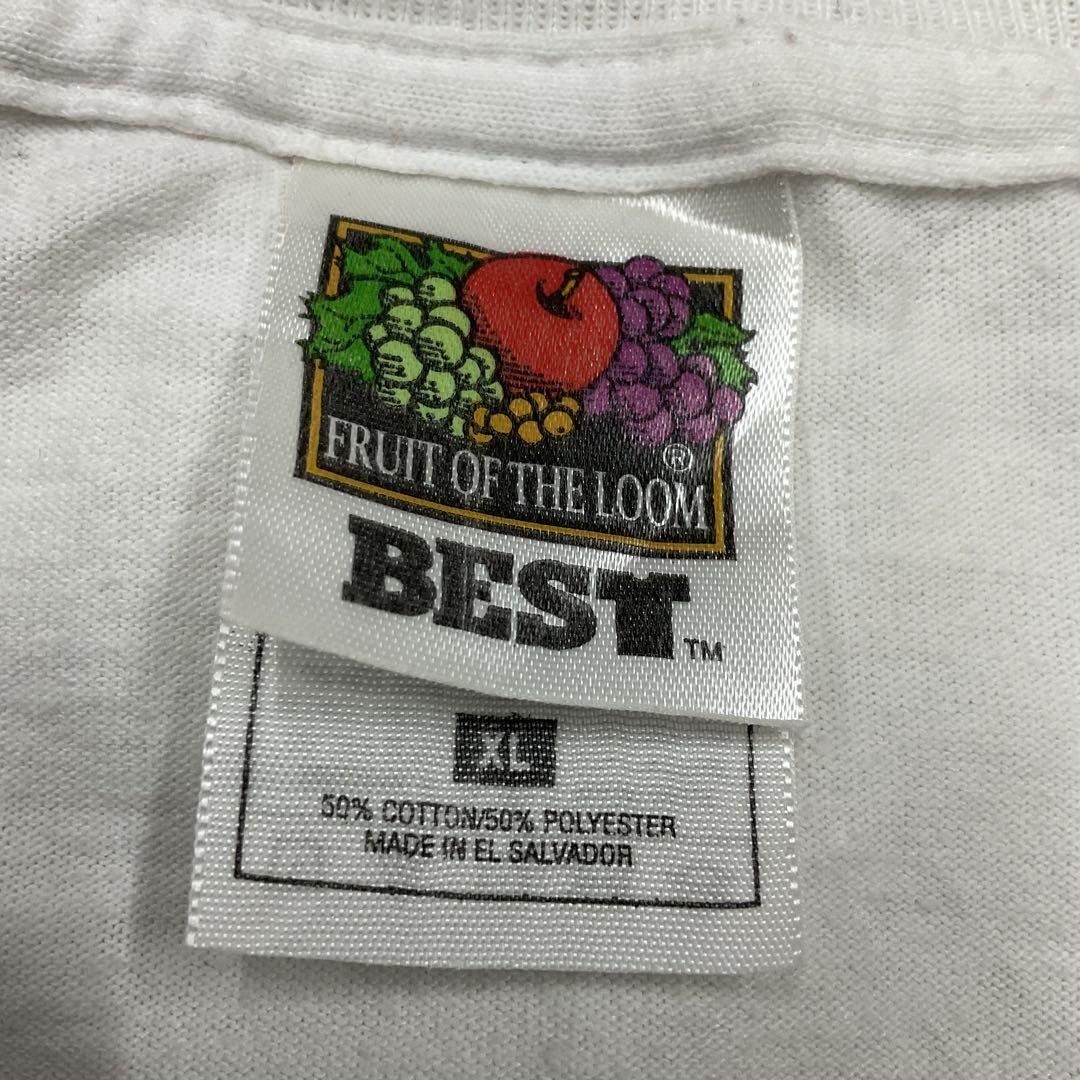 FRUIT OF THE LOOM®
BEST™
XL
50% COTTON/50% POLYESTER
MADE IN EL SALVADOR